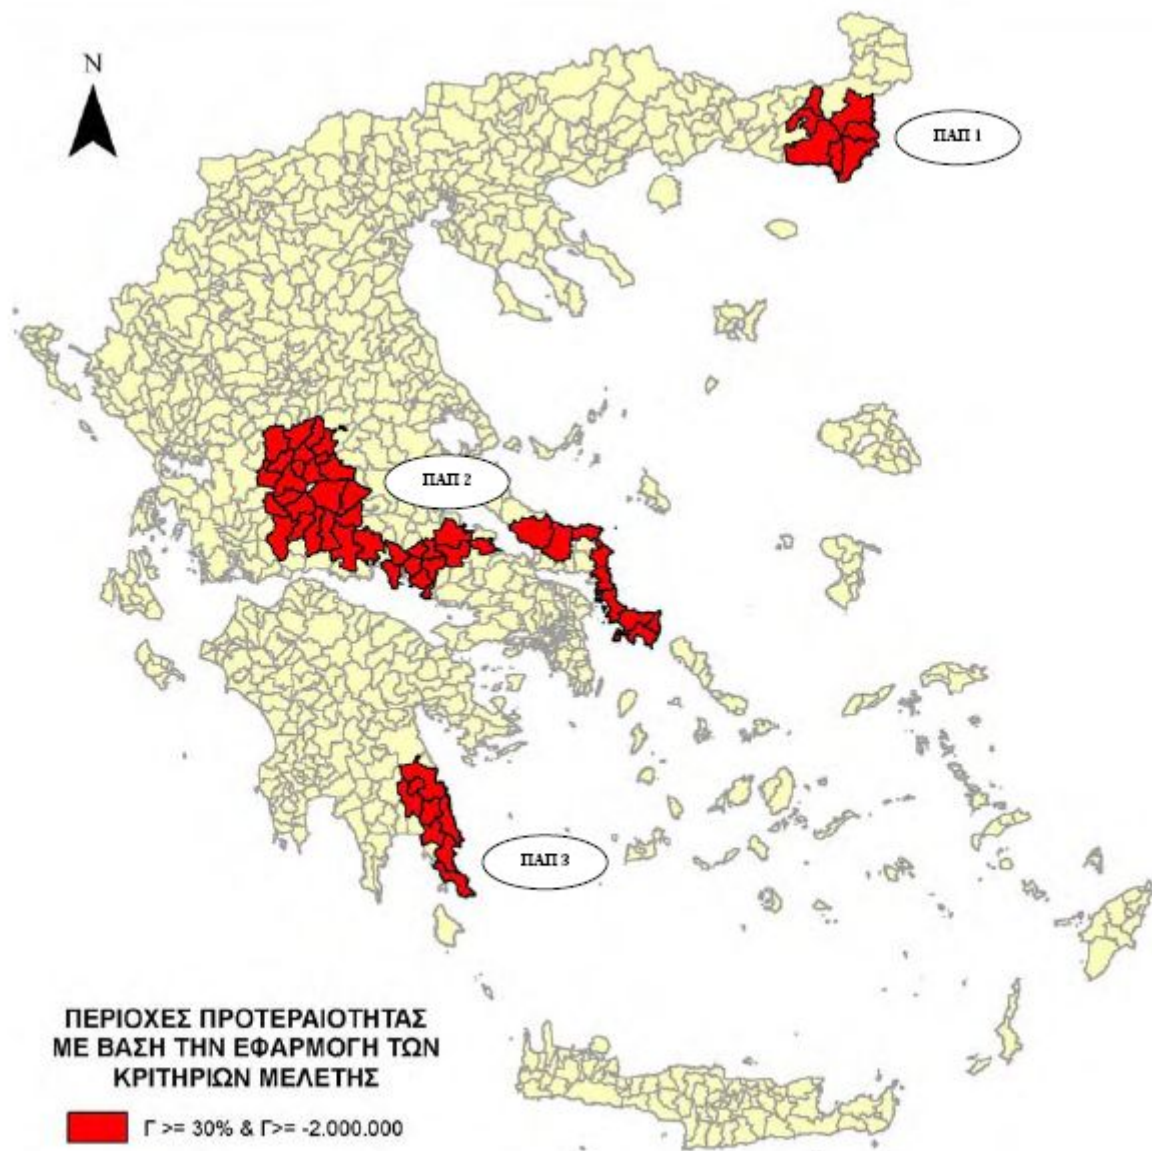 N
ΠΑΠ 1
ΠΑΠ 2
ΠΑΠ 3
ΠΕΡΙΟΧΕΣ ΠΡΟΤΕΡΑΙΟΤΗΤΑΣ
ΜΕ ΒΑΣΗ ΤΗΝ ΕΦΑΡΜΟΓΗ ΤΩΝ
ΚΡΙΤΗΡΙΩΝ ΜΕΛΕΤΗΣ
Γ >= 30% & Γ>= -2.000.000